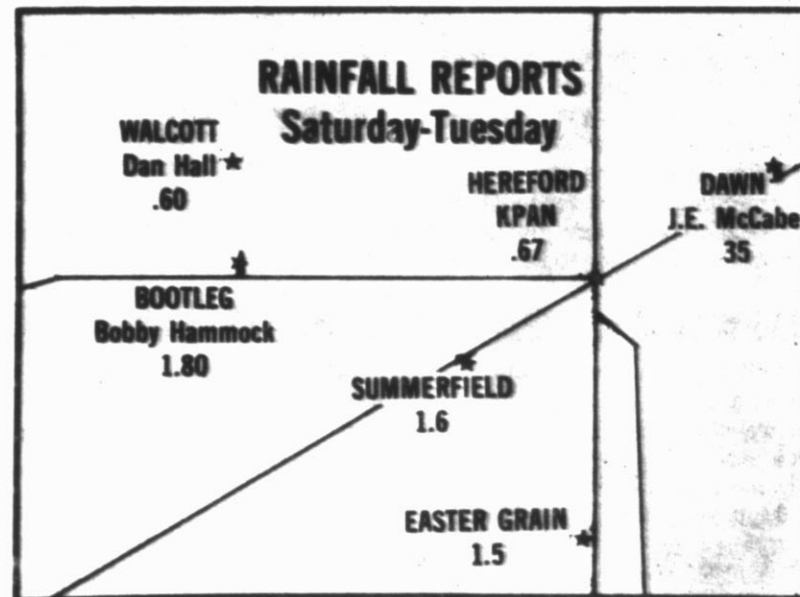 RAINFALL REPORTS
Saturday-Tuesday
WALCOTT
Dan Hall
.60
HEREFORD
KPAN
.67
DAWN
J.E. McCabe
35
BOOTLEG
Bobby Hammock
1.80
SUMMERFIELD
1.6
EASTER GRAIN
1.5